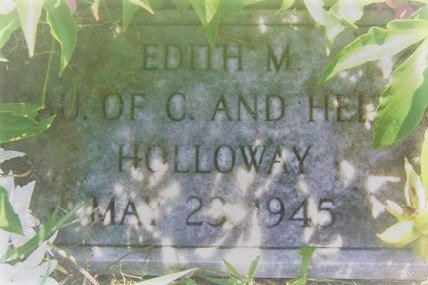 EDITH M.
OF C. AND
HOLLOWAY
MAY 23 1945